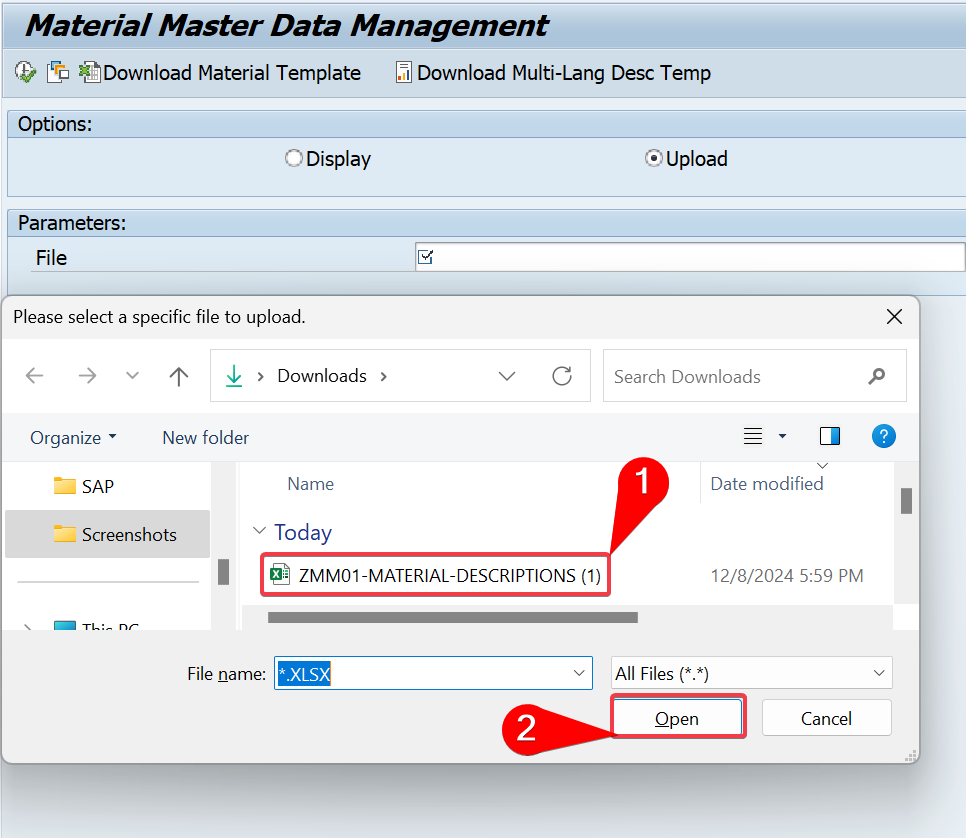 Material Master Data Management
Download Material Template Download Multi-Lang Desc Temp
Options:
Display Upload
Parameters:
File
Please select a specific file to upload.
Downloads Search Downloads
Organize New folder
SAP
Name Date modified
1
Today
Screenshots
ZMM01-MATERIAL-DESCRIPTIONS (1) 12/8/2024 5:59 PM
This PC
File name: *.XLSX All Files (*.*)
2
Open Cancel